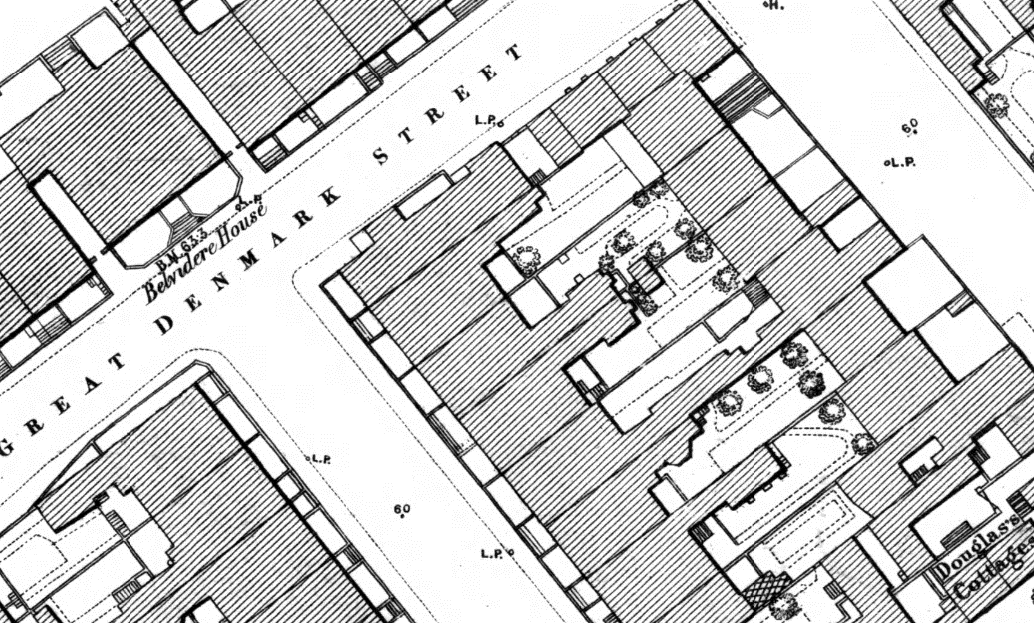 H.
60
L.P.
L.P.
GREAT DENMARK STREET
B.M. 63.3
Belvidere House
L.P.
60
L.P.
Douglas's
Cottages